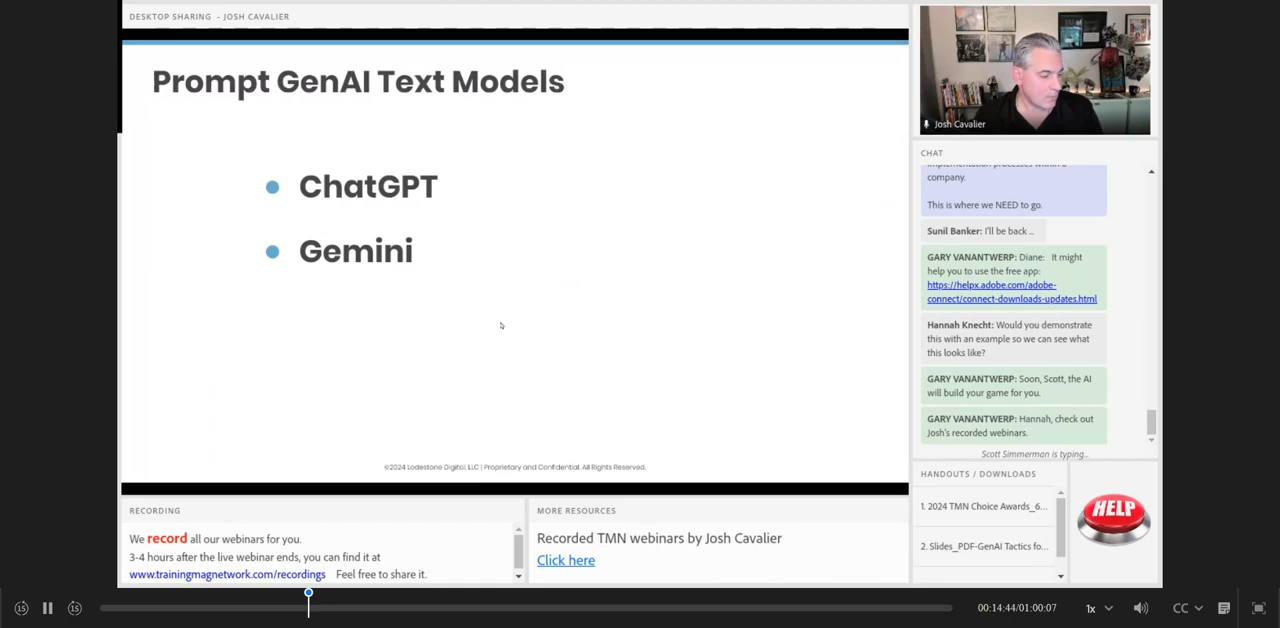 DESKTOP SHARING - JOSH CAVALIER
Prompt GenAI Text Models
ChatGPT
Gemini
©2024 Lodestone Digital, LLC | Proprietary and Confidential. All Rights Reserved.
Josh Cavalier
CHAT
implementation processes within a
company.
This is where we NEED to go.
Sunil Banker: I'll be back ..
GARY VANANTWERP: Diane: It might
help you to use the free app:
https://helpx.adobe.com/adobe-
connect/connect-downloads-updates.html
Hannah Knecht: Would you demonstrate
this with an example so we can see what
this looks like?
GARY VANANTWERP: Soon, Scott, the AI
will build your game for you.
GARY VANANTWERP: Hannah, check out
Josh's recorded webinars.
Scott Simmerman is typing...
HANDOUTS / DOWNLOADS
1. 2024 TMN Choice Awards_6...
2. Slides_PDF-GenAI Tactics fo...
HELP
RECORDING
We record all our webinars for you.
3-4 hours after the live webinar ends, you can find it at
www.trainingmagnetwork.com/recordings Feel free to share it.
MORE RESOURCES
Recorded TMN webinars by Josh Cavalier
Click here
15
15
00:14:44/01:00:07
1x
CC